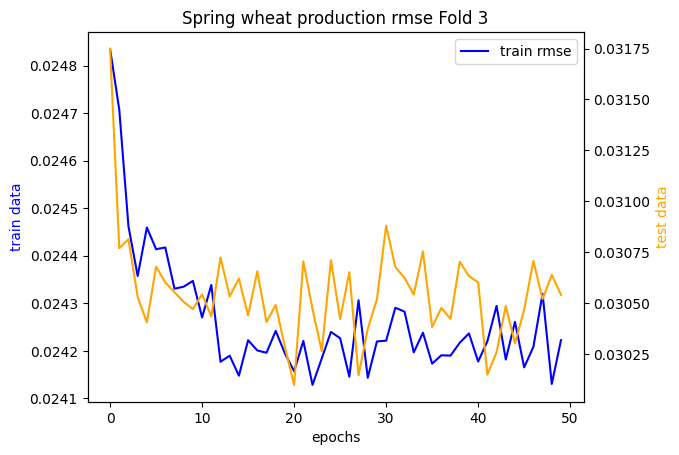 Spring wheat production rmse Fold 3
train rmse
0.0248
0.0247
0.0246
0.0245
0.0244
0.0243
0.0242
0.0241
train data
0.03175
0.03150
0.03125
0.03100
0.03075
0.03050
0.03025
test data
0 10 20 30 40 50
epochs